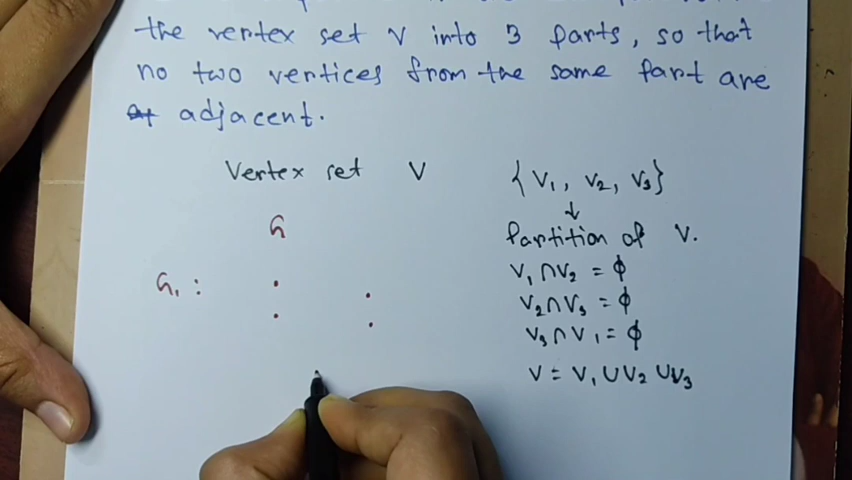 the vertex set V into 3 parts, so that
no two vertices from the same part are
adjacent.
Vertex set V
{V₁, V₂, V₃}
↓
Partition of V.
G
V₁ ∩ V₂ = ϕ
G₁ :
V₂ ∩ V₃ = ϕ
V₃ ∩ V₁ = ϕ
V = V₁ ∪ V₂ ∪ V₃